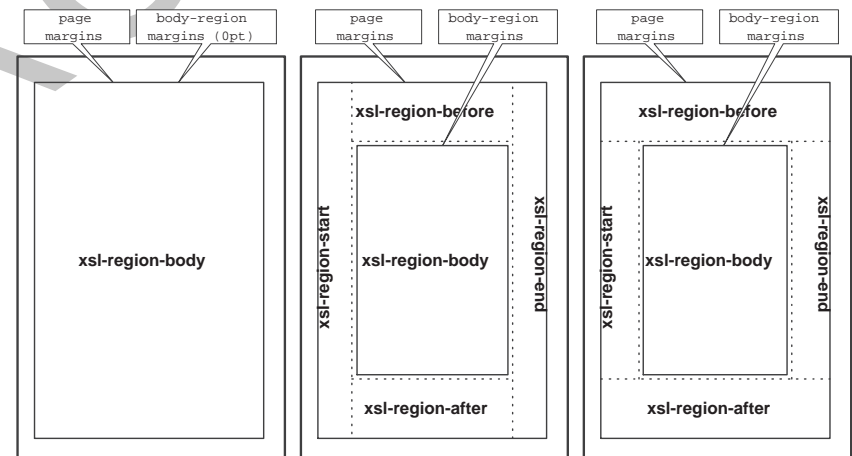 page
margins
body-region
margins (0pt)
page
margins
body-region
margins
page
margins
body-region
margins
xsl-region-body
xsl-region-before
xsl-region-start
xsl-region-body
xsl-region-end
xsl-region-after
xsl-region-before
xsl-region-start
xsl-region-body
xsl-region-end
xsl-region-after